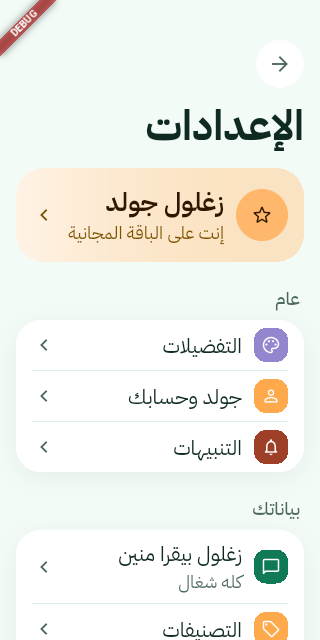 DEBUG
الإعدادات
زغلول جولد
إنت على الباقة المجانية
عام
التفضيلات
جولد وحسابك
التنبيهات
بياناتك
زغلول بيقرا منين
كله شغال
التصنيفات